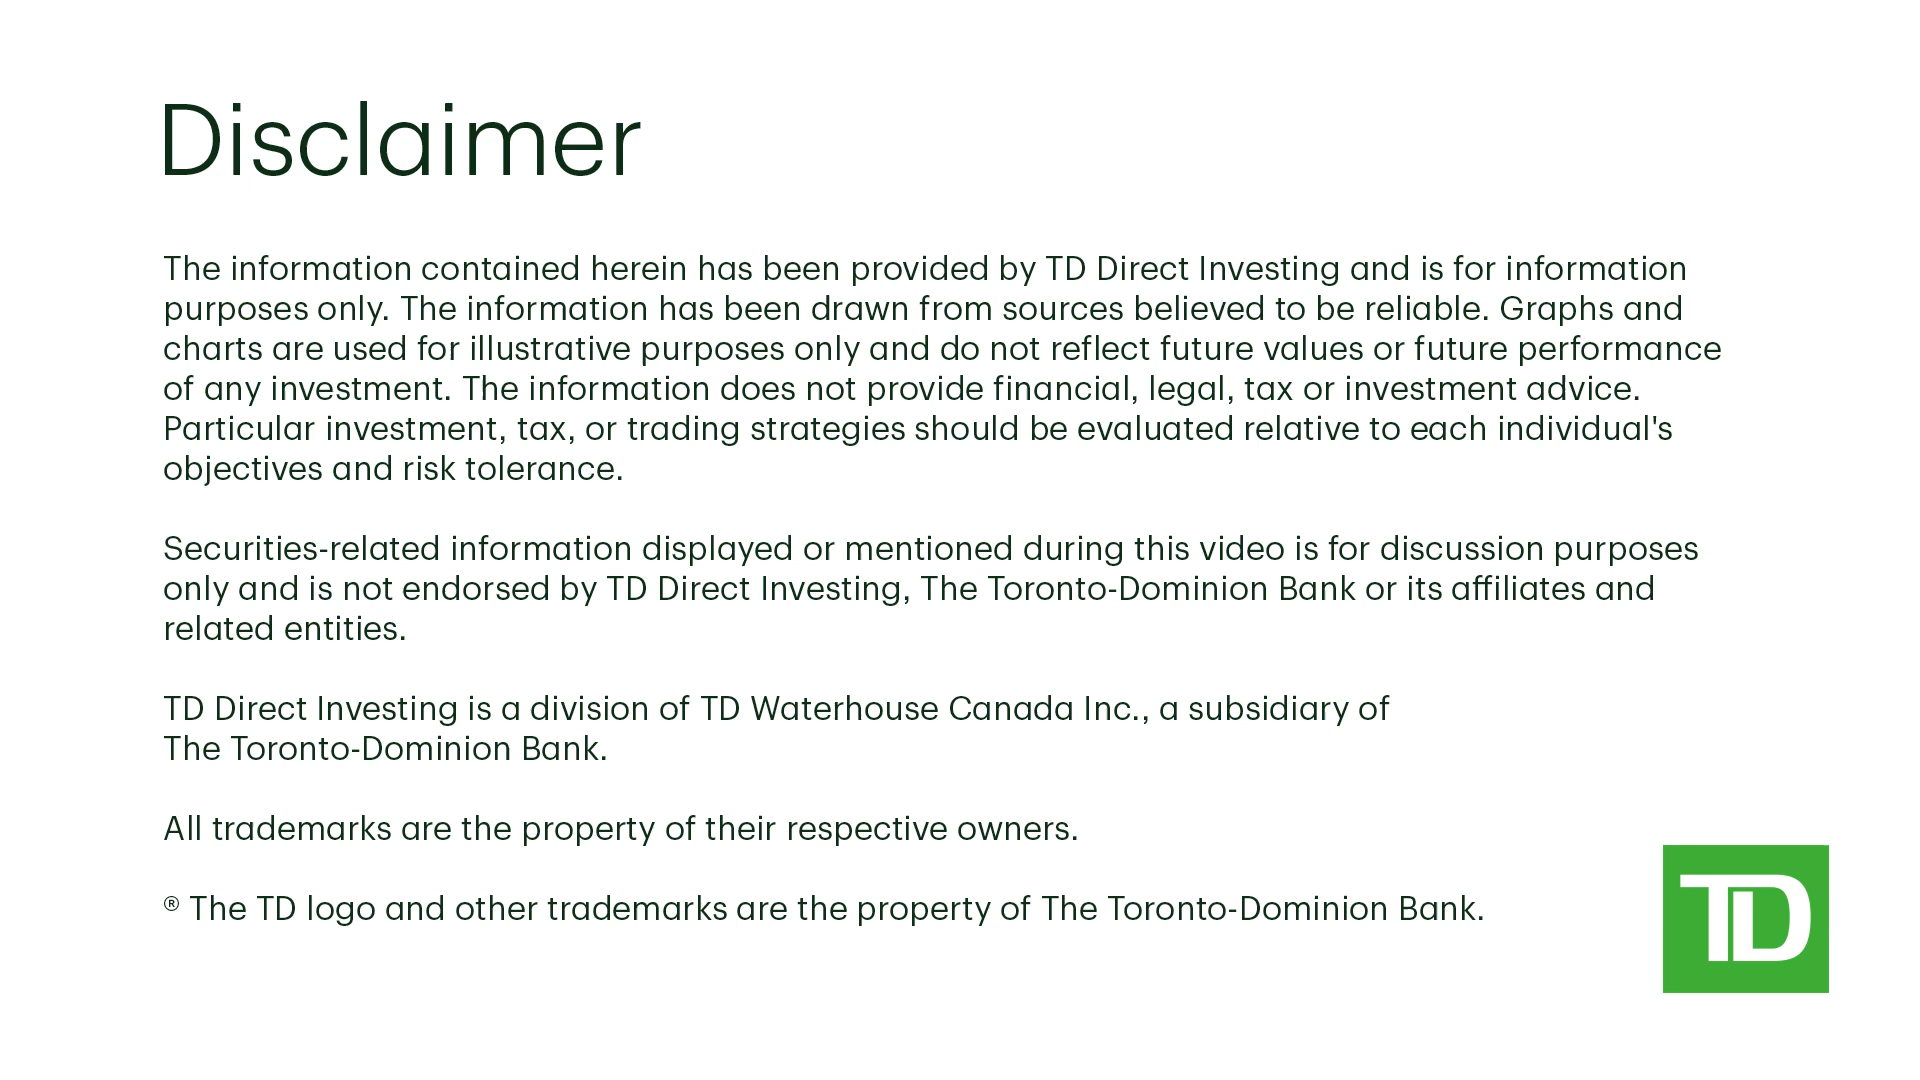 Disclaimer
The information contained herein has been provided by TD Direct Investing and is for information
purposes only. The information has been drawn from sources believed to be reliable. Graphs and
charts are used for illustrative purposes only and do not reflect future values or future performance
of any investment. The information does not provide financial, legal, tax or investment advice.
Particular investment, tax, or trading strategies should be evaluated relative to each individual's
objectives and risk tolerance.
Securities-related information displayed or mentioned during this video is for discussion purposes
only and is not endorsed by TD Direct Investing, The Toronto-Dominion Bank or its affiliates and
related entities.
TD Direct Investing is a division of TD Waterhouse Canada Inc., a subsidiary of
The Toronto-Dominion Bank.
All trademarks are the property of their respective owners.
® The TD logo and other trademarks are the property of The Toronto-Dominion Bank.
TD